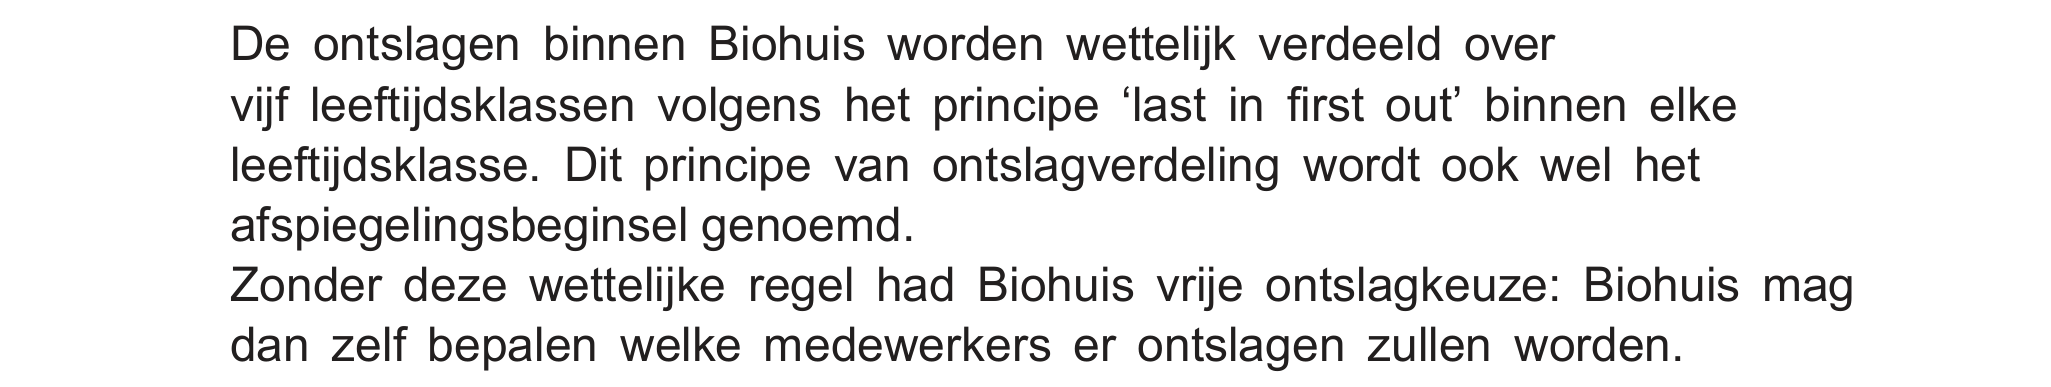 De ontslagen binnen Biohuis worden wettelijk verdeeld over
vijf leeftijdsklassen volgens het principe ‘last in first out’ binnen elke
leeftijdsklasse. Dit principe van ontslagverdeling wordt ook wel het
afspiegelingsbeginsel genoemd.
Zonder deze wettelijke regel had Biohuis vrije ontslagkeuze: Biohuis mag
dan zelf bepalen welke medewerkers er ontslagen zullen worden.